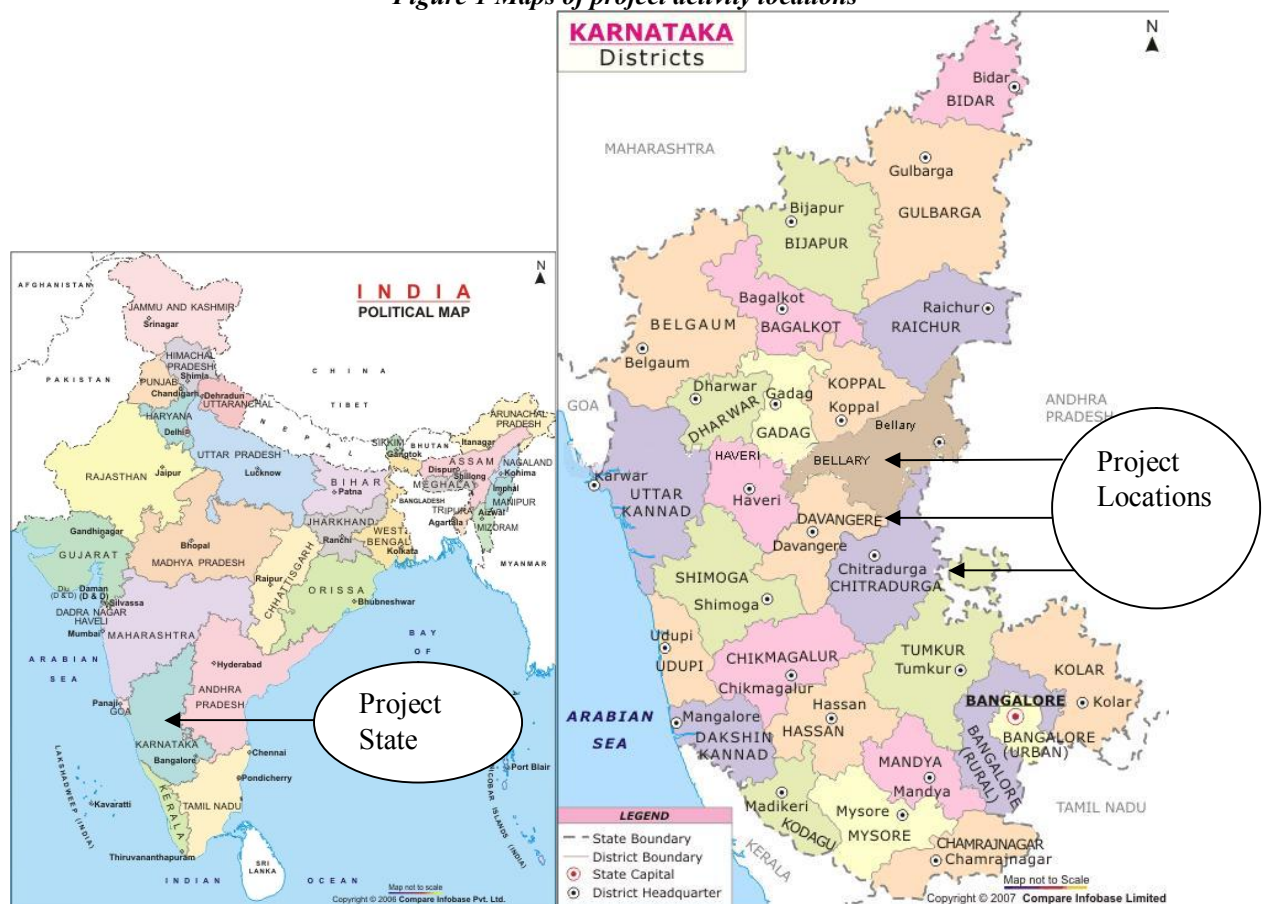 Figure 1 Maps of project activity locations
KARNATAKA
Districts
N
Bidar
BIDAR
MAHARASHTRA
Gulbarga
GULBARGA
Bijapur
BIJAPUR
Bagalkot
BAGALKOT
Raichur
RAICHUR
BELGAUM
Belgaum
Dharwar
DHARWAR
Gadag
GADAG
KOPPAL
Koppal
GOA
ANDHRA
PRADESH
Bellary
BELLARY
Project
Locations
HAVERI
Haveri
Karwar
UTTAR
KANNAD
DAVANGERE
Davangere
Chitradurga
CHITRADURGA
SHIMOGA
Shimoga
Udupi
UDUPI
CHIKMAGALUR
Chikmagalur
TUMKUR
Tumkur
KOLAR
Kolar
BANGALORE
BANGALORE
(URBAN)
BANGALORE
(RURAL)
Hassan
HASSAN
ARABIAN
SEA
Mangalore
DAKSHIN
KANNAD
MANDYA
Mandya
Madikeri
KODAGU
Mysore
MYSORE
TAMIL NADU
CHAMRAJNAGAR
Chamrajnagar
KERALA
LEGEND
State Boundary
District Boundary
State Capital
District Headquarter
Map not to Scale
Copyright © 2007 Compare Infobase Limited
INDIA
POLITICAL MAP
N
AFGHANISTAN
JAMMU AND KASHMIR
Srinagar
HIMACHAL
PRADESH
Shimla
PAKISTAN
PUNJAB
Chandigarh
Dehradun
UTTARANCHAL
CHINA
TIBET
HARYANA
Delhi
NEPAL
ARUNACHAL
PRADESH
Itanagar
SIKKIM
Gangtok
BHUTAN
UTTAR PRADESH
Lucknow
RAJASTHAN
Jaipur
ASSAM
Dispur
Shillong
MEGHALAYA
NAGALAND
Kohima
Imphal
MANIPUR
BIHAR
Patna
BANGLADESH
TRIPURA
Agartala
Aizwal
MIZORAM
JHARKHAND
Ranchi
WEST
BENGAL
Kolkata
MYANMAR
Gandhinagar
GUJARAT
Bhopal
MADHYA PRADESH
CHHATTISGARH
Raipur
ORISSA
Bhubneshwar
Diu
(D & D)
Daman
(D & D)
Silvassa
DADRA NAGAR
HAVELI
Mumbai
MAHARASHTRA
ARABIAN
SEA
Hyderabad
ANDHRA
PRADESH
BAY
OF
Panaji
GOA
Project
State
KARNATAKA
Bangalore
Chennai
Pondicherry
LAKSHADWEEP (INDIA)
Kavaratti
KERALA
TAMIL NADU
Port Blair
NICOBAR ISLANDS (INDIA)
Thiruvananthapuram
SRI
LANKA
INDIAN OCEAN
Map not to scale
Copyright © 2006 Compare Infobase Pvt. Ltd.